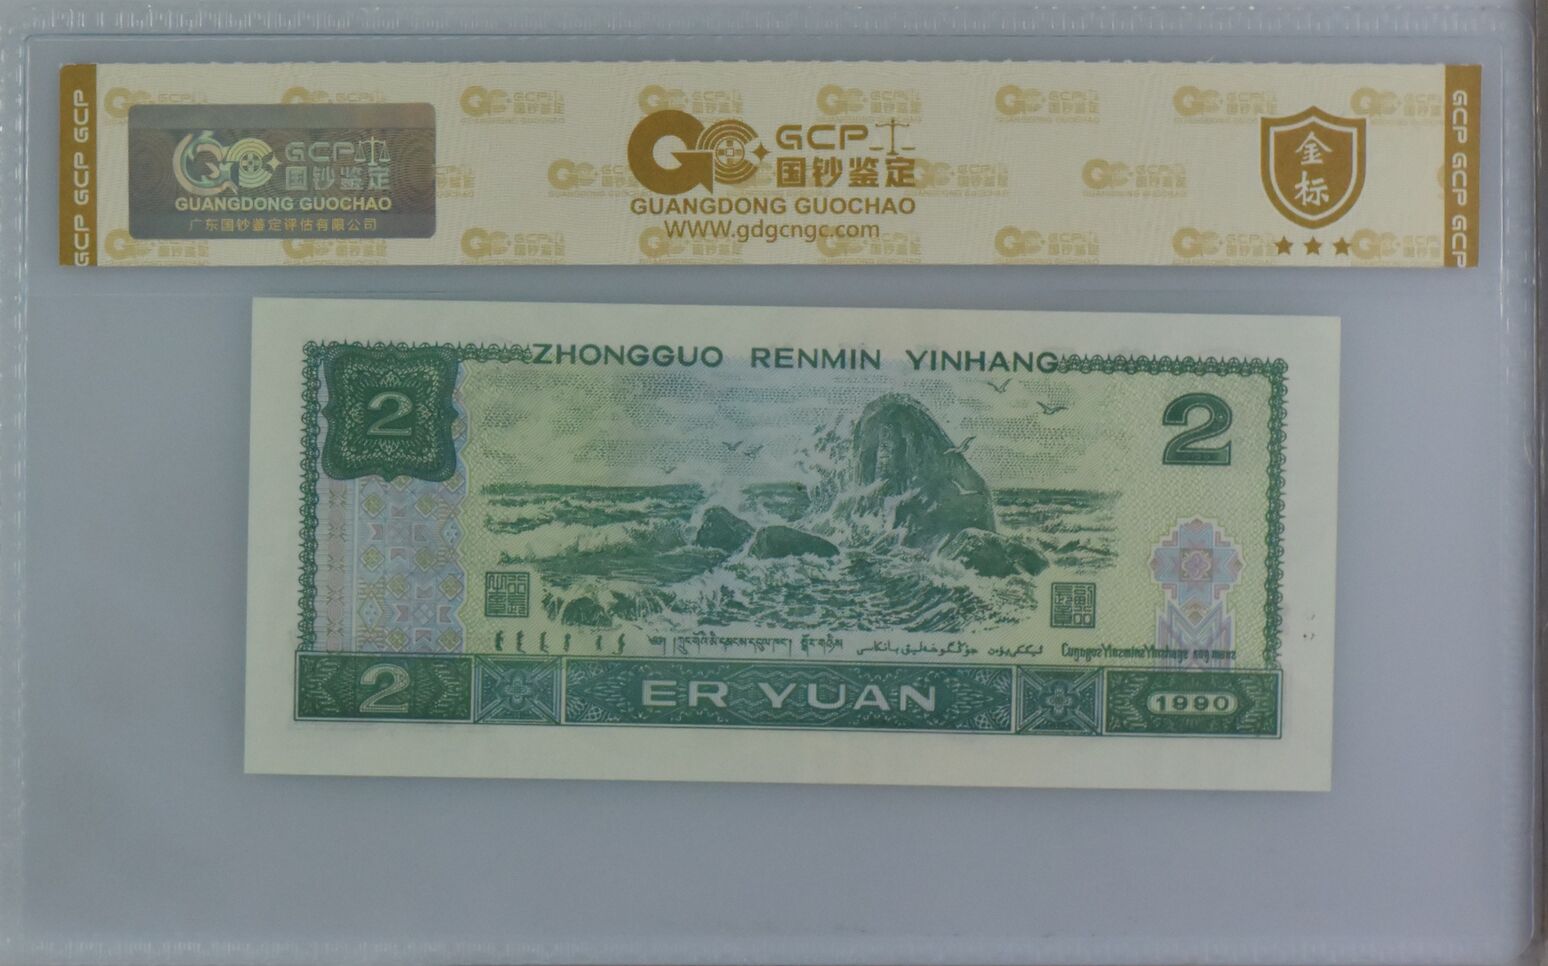 GCP GCP GCP
GCP
国钞鉴定
GUANGDONG GUOCHAO
广东国钞鉴定评估有限公司
GCP
国钞鉴定
GUANGDONG GUOCHAO
WWW.gdgcngc.com
金
标
GCP GCP GCP
ZHONGGUO RENMIN YINHANG
2
2
2
ER YUAN
1990